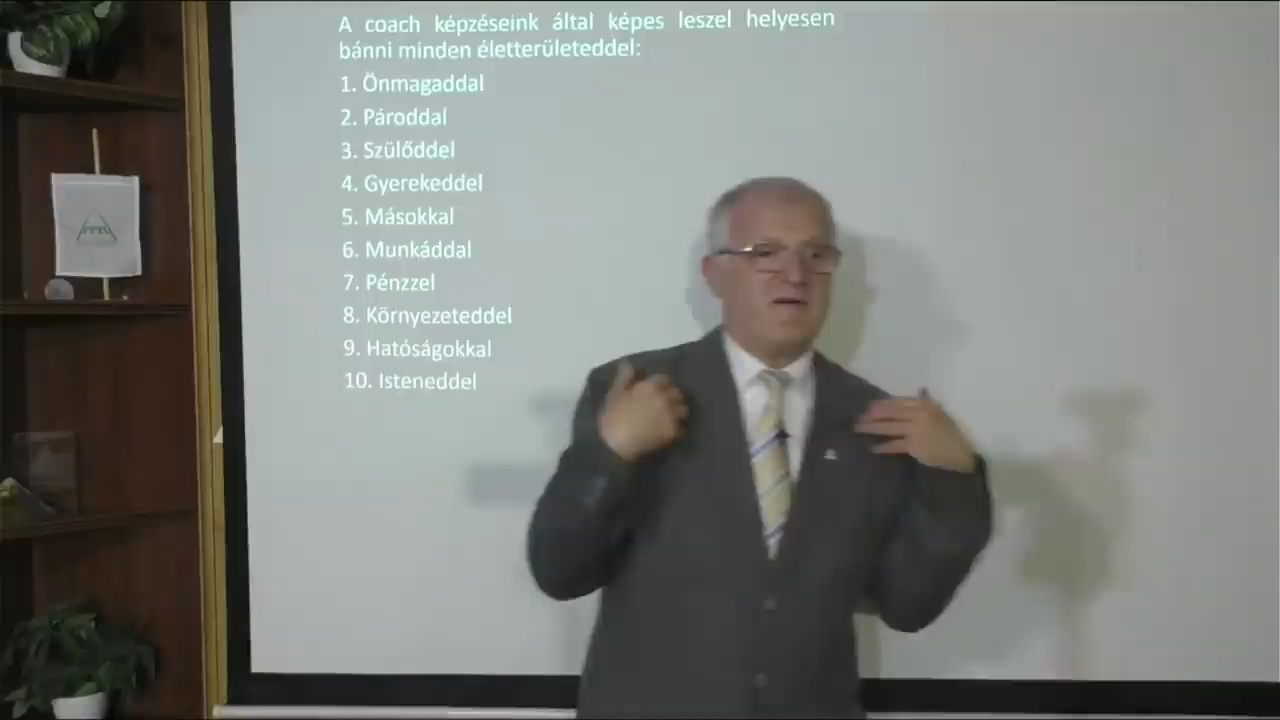 A coach képzéseink által képes leszel helyesen
bánni minden életterületeddel:
1. Önmagaddal
2. Pároddal
3. Szülőddel
4. Gyerekeddel
5. Másokkal
6. Munkáddal
7. Pénzzel
8. Környezeteddel
9. Hatóságokkal
10. Isteneddel